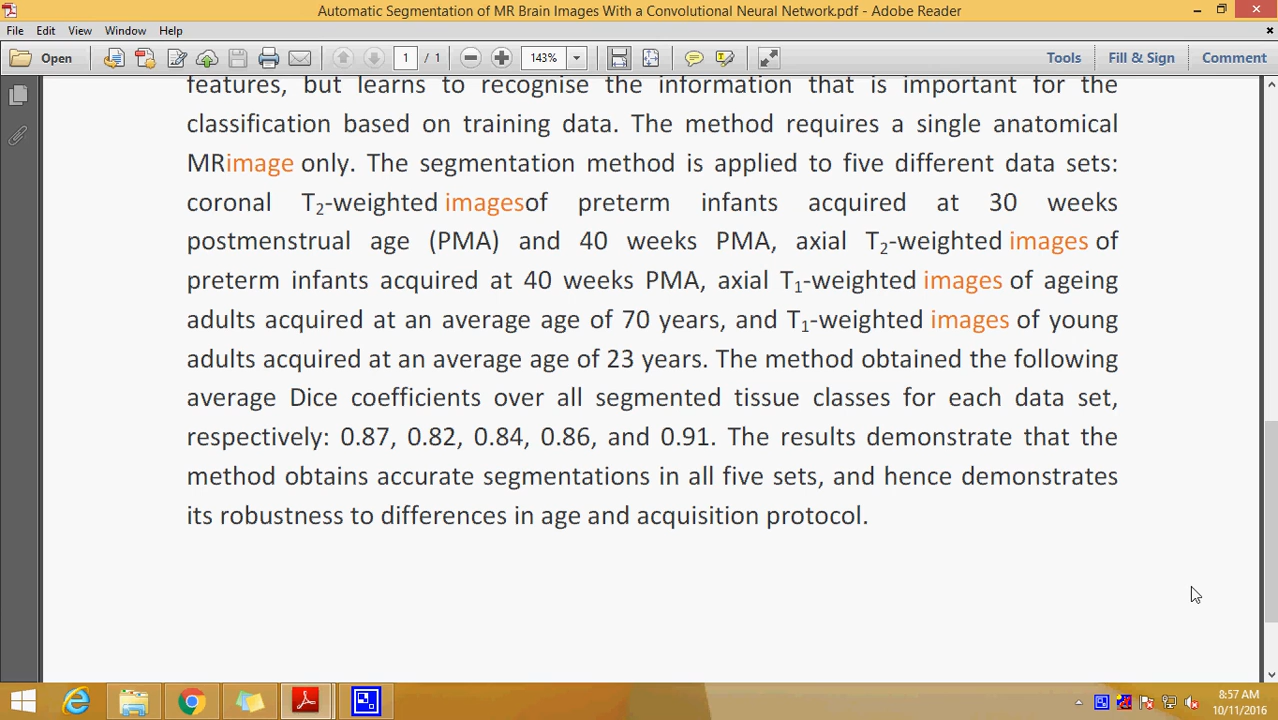 Automatic Segmentation of MR Brain Images With a Convolutional Neural Network.pdf - Adobe Reader
File Edit View Window Help
Open 1 / 1 143% Tools Fill & Sign Comment
features, but learns to recognise the information that is important for the
classification based on training data. The method requires a single anatomical
MRimage only. The segmentation method is applied to five different data sets:
coronal T2-weighted imagesof preterm infants acquired at 30 weeks
postmenstrual age (PMA) and 40 weeks PMA, axial T2-weighted images of
preterm infants acquired at 40 weeks PMA, axial T1-weighted images of ageing
adults acquired at an average age of 70 years, and T1-weighted images of young
adults acquired at an average age of 23 years. The method obtained the following
average Dice coefficients over all segmented tissue classes for each data set,
respectively: 0.87, 0.82, 0.84, 0.86, and 0.91. The results demonstrate that the
method obtains accurate segmentations in all five sets, and hence demonstrates
its robustness to differences in age and acquisition protocol.
8:57 AM
10/11/2016